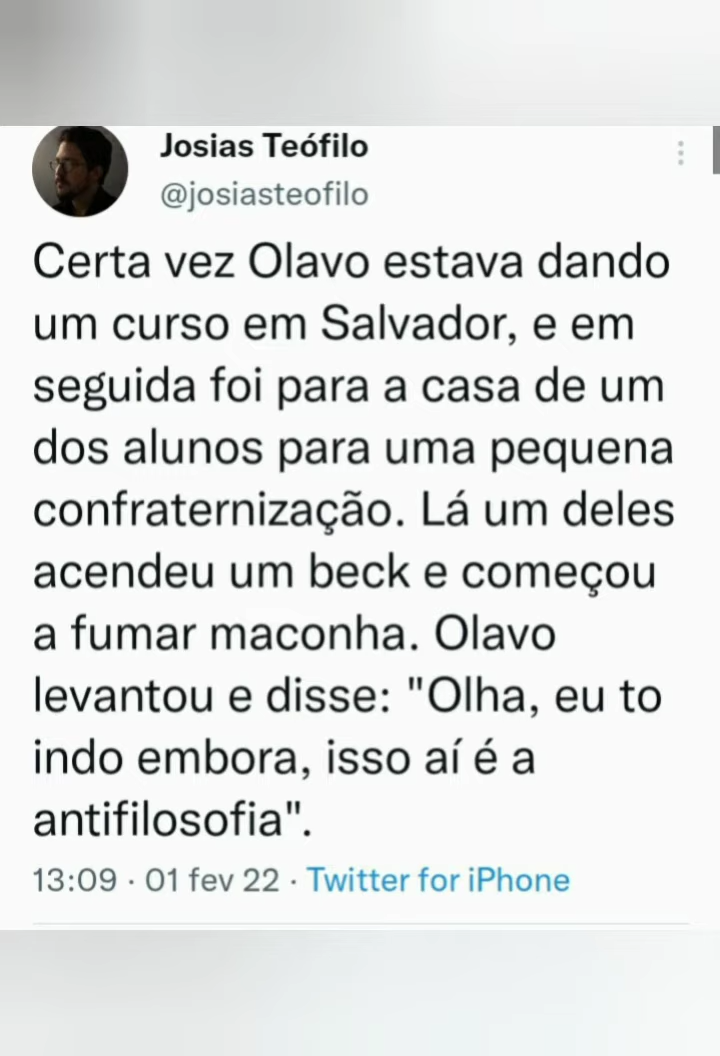 Josias Teófilo
@josiasteofilo
Certa vez Olavo estava dando
um curso em Salvador, e em
seguida foi para a casa de um
dos alunos para uma pequena
confraternização. Lá um deles
acendeu um beck e começou
a fumar maconha. Olavo
levantou e disse: "Olha, eu to
indo embora, isso aí é a
antifilosofia".
13:09 · 01 fev 22 · Twitter for iPhone